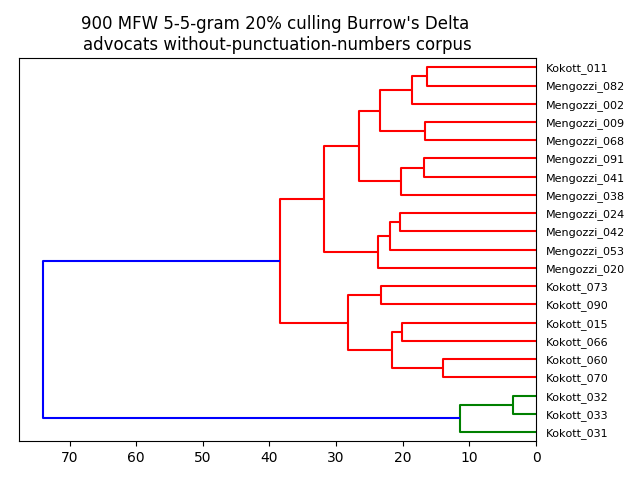 900 MFW 5-5-gram 20% culling Burrow's Delta
advocats without-punctuation-numbers corpus
Kokott_011
Mengozzi_082
Mengozzi_002
Mengozzi_009
Mengozzi_068
Mengozzi_091
Mengozzi_041
Mengozzi_038
Mengozzi_024
Mengozzi_042
Mengozzi_053
Mengozzi_020
Kokott_073
Kokott_090
Kokott_015
Kokott_066
Kokott_060
Kokott_070
Kokott_032
Kokott_033
Kokott_031
70 60 50 40 30 20 10 0